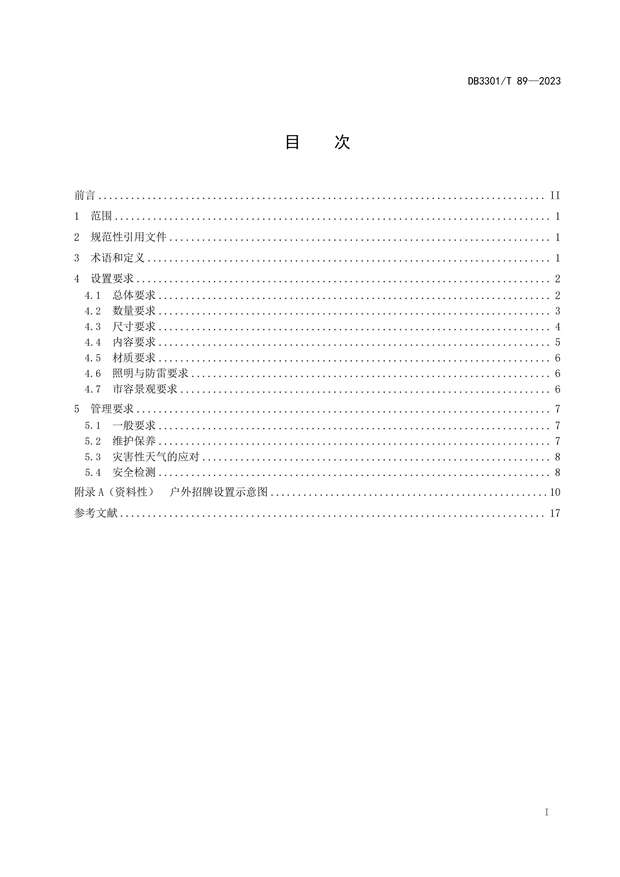 DB3301/T 89—2023
目 次
前言................................................................................ II
1 范围................................................................................ 1
2 规范性引用文件...................................................................... 1
3 术语和定义.......................................................................... 1
4 设置要求............................................................................ 2
4.1 总体要求.......................................................................... 2
4.2 数量要求.......................................................................... 3
4.3 尺寸要求.......................................................................... 4
4.4 内容要求.......................................................................... 5
4.5 材质要求.......................................................................... 6
4.6 照明与防雷要求.................................................................... 6
4.7 市容景观要求...................................................................... 6
5 管理要求............................................................................ 7
5.1 一般要求.......................................................................... 7
5.2 维护保养.......................................................................... 7
5.3 灾害性天气的应对.................................................................. 8
5.4 安全检测.......................................................................... 8
附录A（资料性） 户外招牌设置示意图.................................................... 10
参考文献.............................................................................. 17
I